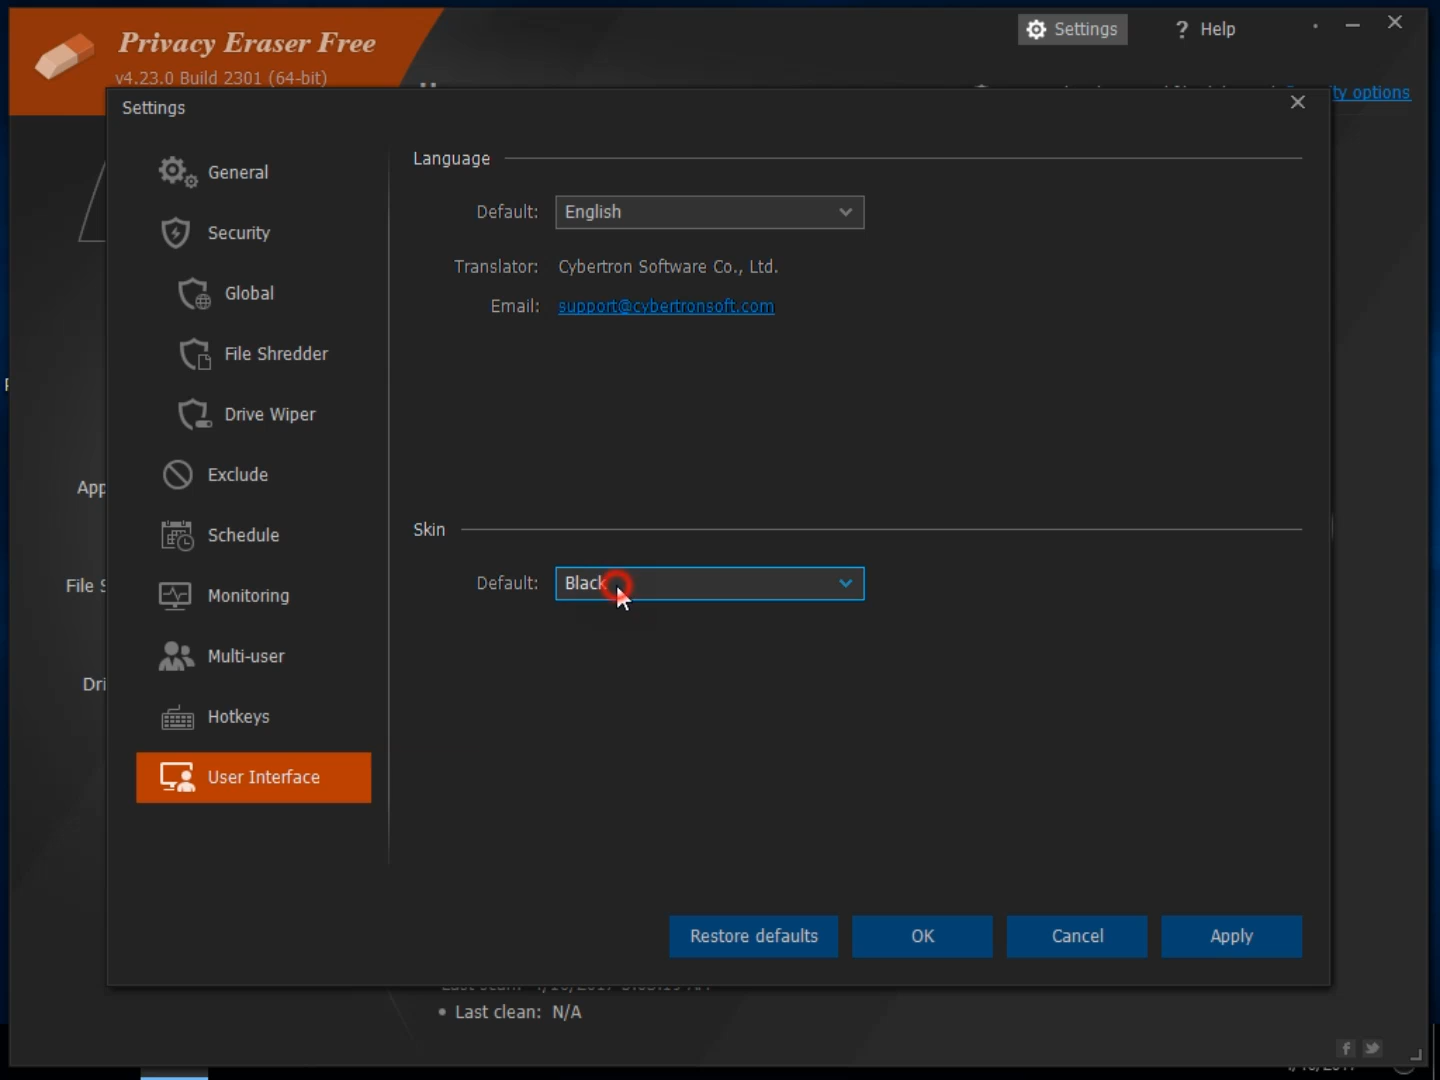 Privacy Eraser Free
v4.23.0 Build 2301 (64-bit)
Settings
? Help
ty options
Settings
General
Security
Global
File Shredder
Drive Wiper
Exclude
Schedule
Monitoring
Multi-user
Hotkeys
User Interface
Language
Default: English
Translator: Cybertron Software Co., Ltd.
Email: support@cybertronsoft.com
Skin
Default: Black
App
File S
Dri
Restore defaults
OK
Cancel
Apply
• Last clean: N/A